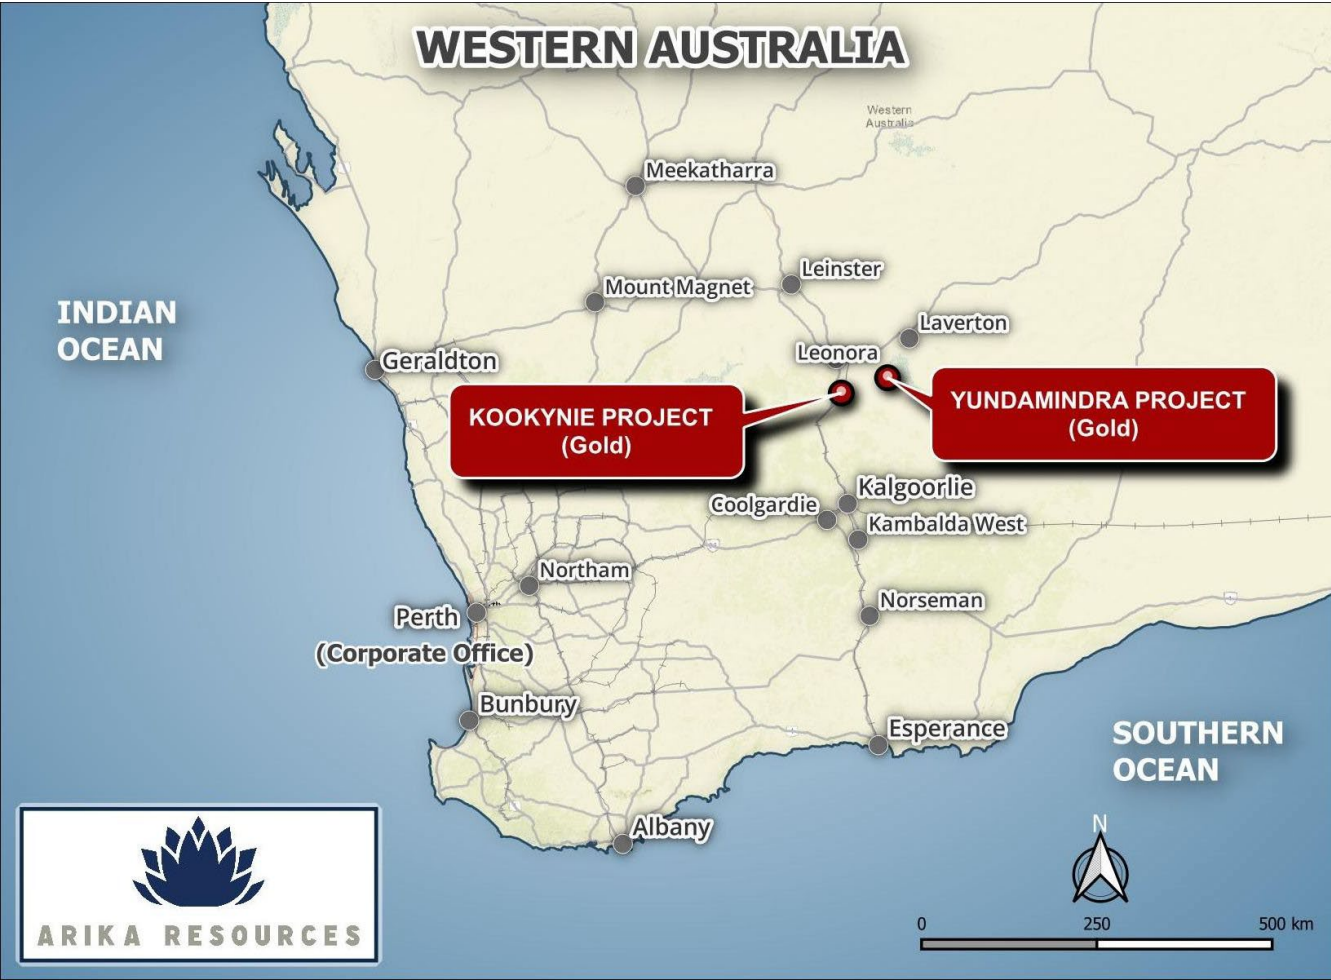 WESTERN AUSTRALIA
Western
Australia
Meekatharra
Leinster
Mount Magnet
INDIAN
OCEAN
Laverton
Leonora
Geraldton
KOOKYNIE PROJECT
(Gold)
YUNDAMINDRA PROJECT
(Gold)
Kalgoorlie
Coolgardie
Kambalda West
Northam
Norseman
Perth
(Corporate Office)
Bunbury
Esperance
SOUTHERN
OCEAN
Albany
N
0 250 500 km
ARIKA RESOURCES